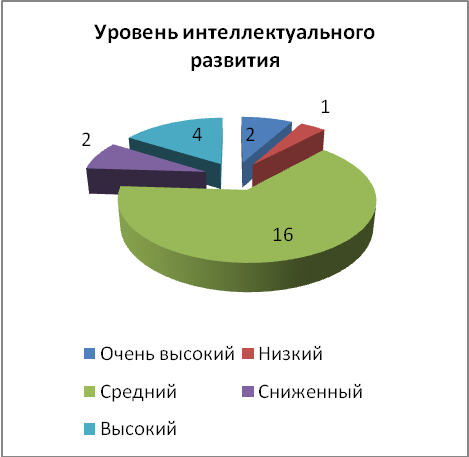 Уровень интеллектуального
развития
1
2
4
2
16
Очень высокий
Низкий
Средний
Сниженный
Высокий